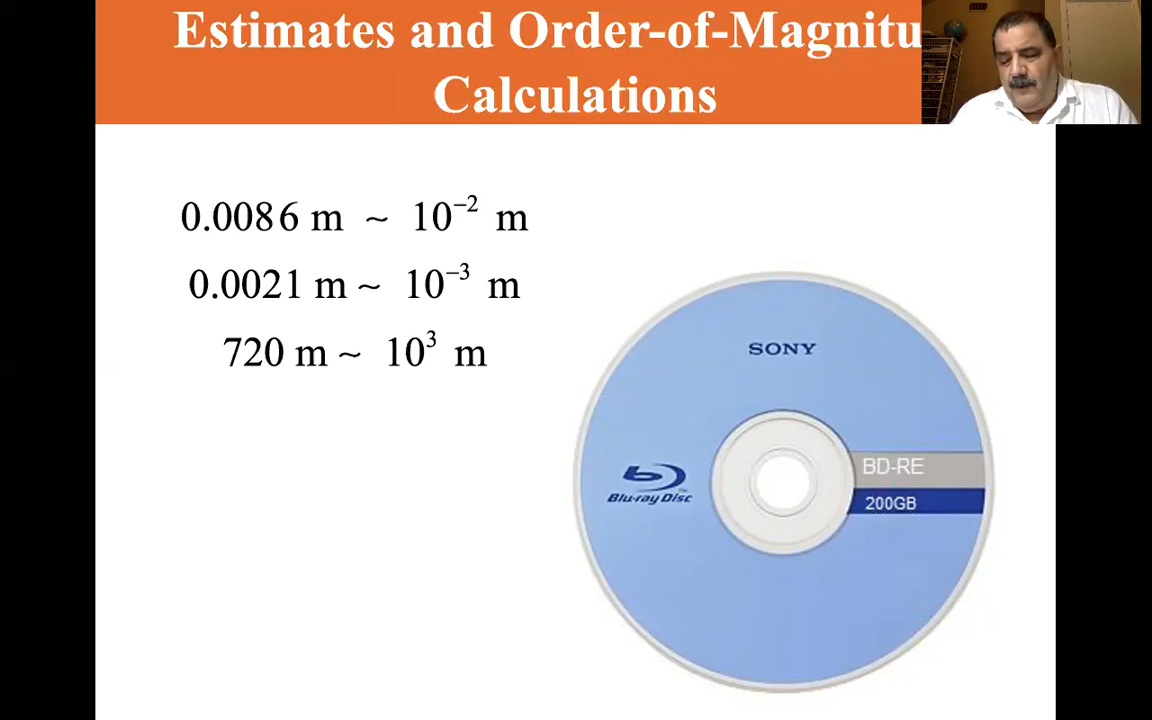 Estimates and Order-of-Magnitu
Calculations
0.0086 m ~ 10⁻² m
0.0021 m ~ 10⁻³ m
720 m ~ 10³ m
SONY
BD-RE
Blu-ray Disc
200GB